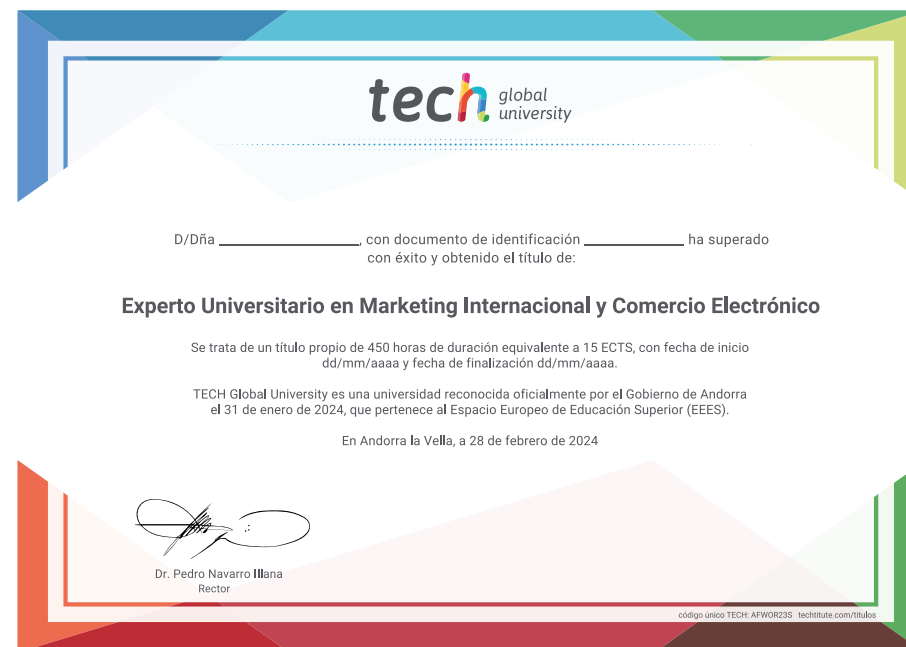 tech global university
D/Dña ____________________, con documento de identificación ______________ ha superado
con éxito y obtenido el título de:
Experto Universitario en Marketing Internacional y Comercio Electrónico
Se trata de un título propio de 450 horas de duración equivalente a 15 ECTS, con fecha de inicio
dd/mm/aaaa y fecha de finalización dd/mm/aaaa.
TECH Global University es una universidad reconocida oficialmente por el Gobierno de Andorra
el 31 de enero de 2024, que pertenece al Espacio Europeo de Educación Superior (EEES).
En Andorra la Vella, a 28 de febrero de 2024
Dr. Pedro Navarro Illana
Rector
código único TECH: AFWOR23S techtitute.com/titulos